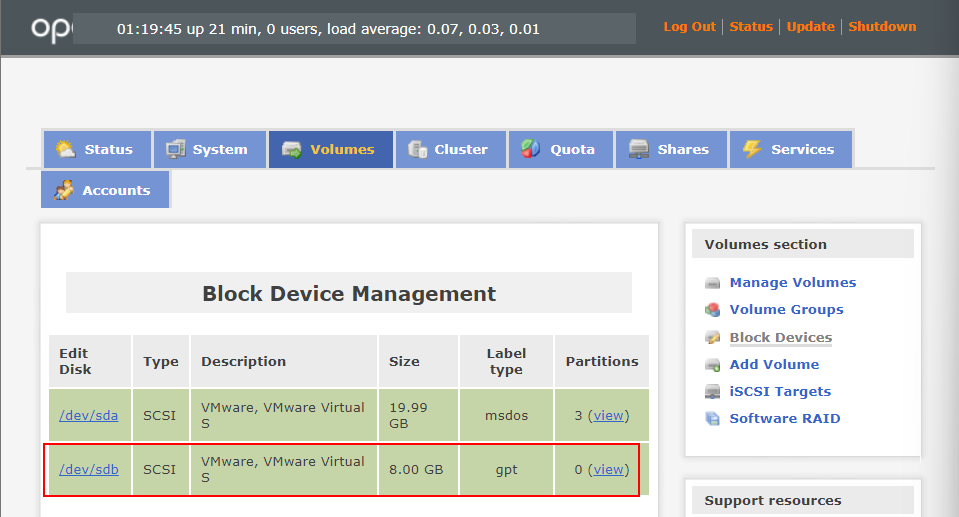 ope
01:19:45 up 21 min, 0 users, load average: 0.07, 0.03, 0.01
Log Out | Status | Update | Shutdown
Status
System
Volumes
Cluster
Quota
Shares
Services
Accounts
Block Device Management
Edit Disk Type Description Size Label type Partitions
/dev/sda SCSI VMware, VMware Virtual S 19.99 GB msdos 3 (view)
/dev/sdb SCSI VMware, VMware Virtual S 8.00 GB gpt 0 (view)
Volumes section
Manage Volumes
Volume Groups
Block Devices
Add Volume
iSCSI Targets
Software RAID
Support resources